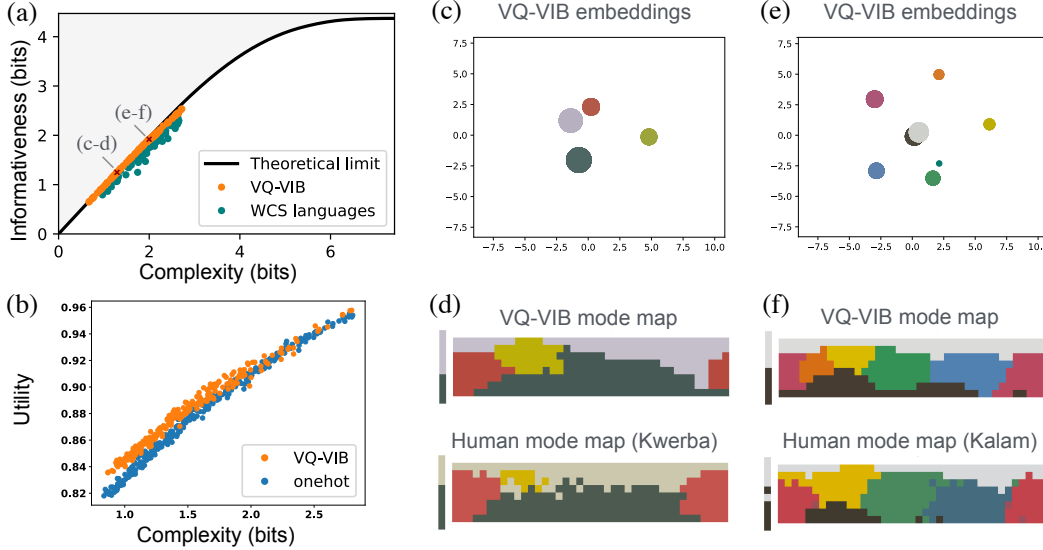 (a)
Informativeness (bits)
4
3
2
1
0
(e-f)
(c-d)
Theoretical limit
VQ-VIB
WCS languages
0 2 4 6
Complexity (bits)
(b)
Utility
0.96
0.94
0.92
0.90
0.88
0.86
0.84
0.82
VQ-VIB
onehot
1.0 1.5 2.0 2.5
Complexity (bits)
(c)
VQ-VIB embeddings
7.5
5.0
2.5
0.0
−2.5
−5.0
−7.5
−7.5 −5.0 −2.5 0.0 2.5 5.0 7.5 10.0
(d)
VQ-VIB mode map
Human mode map (Kwerba)
(e)
VQ-VIB embeddings
7.5
5.0
2.5
0.0
−2.5
−5.0
−7.5
−7.5 −5.0 −2.5 0.0 2.5 5.0 7.5 10.0
(f)
VQ-VIB mode map
Human mode map (Kalam)